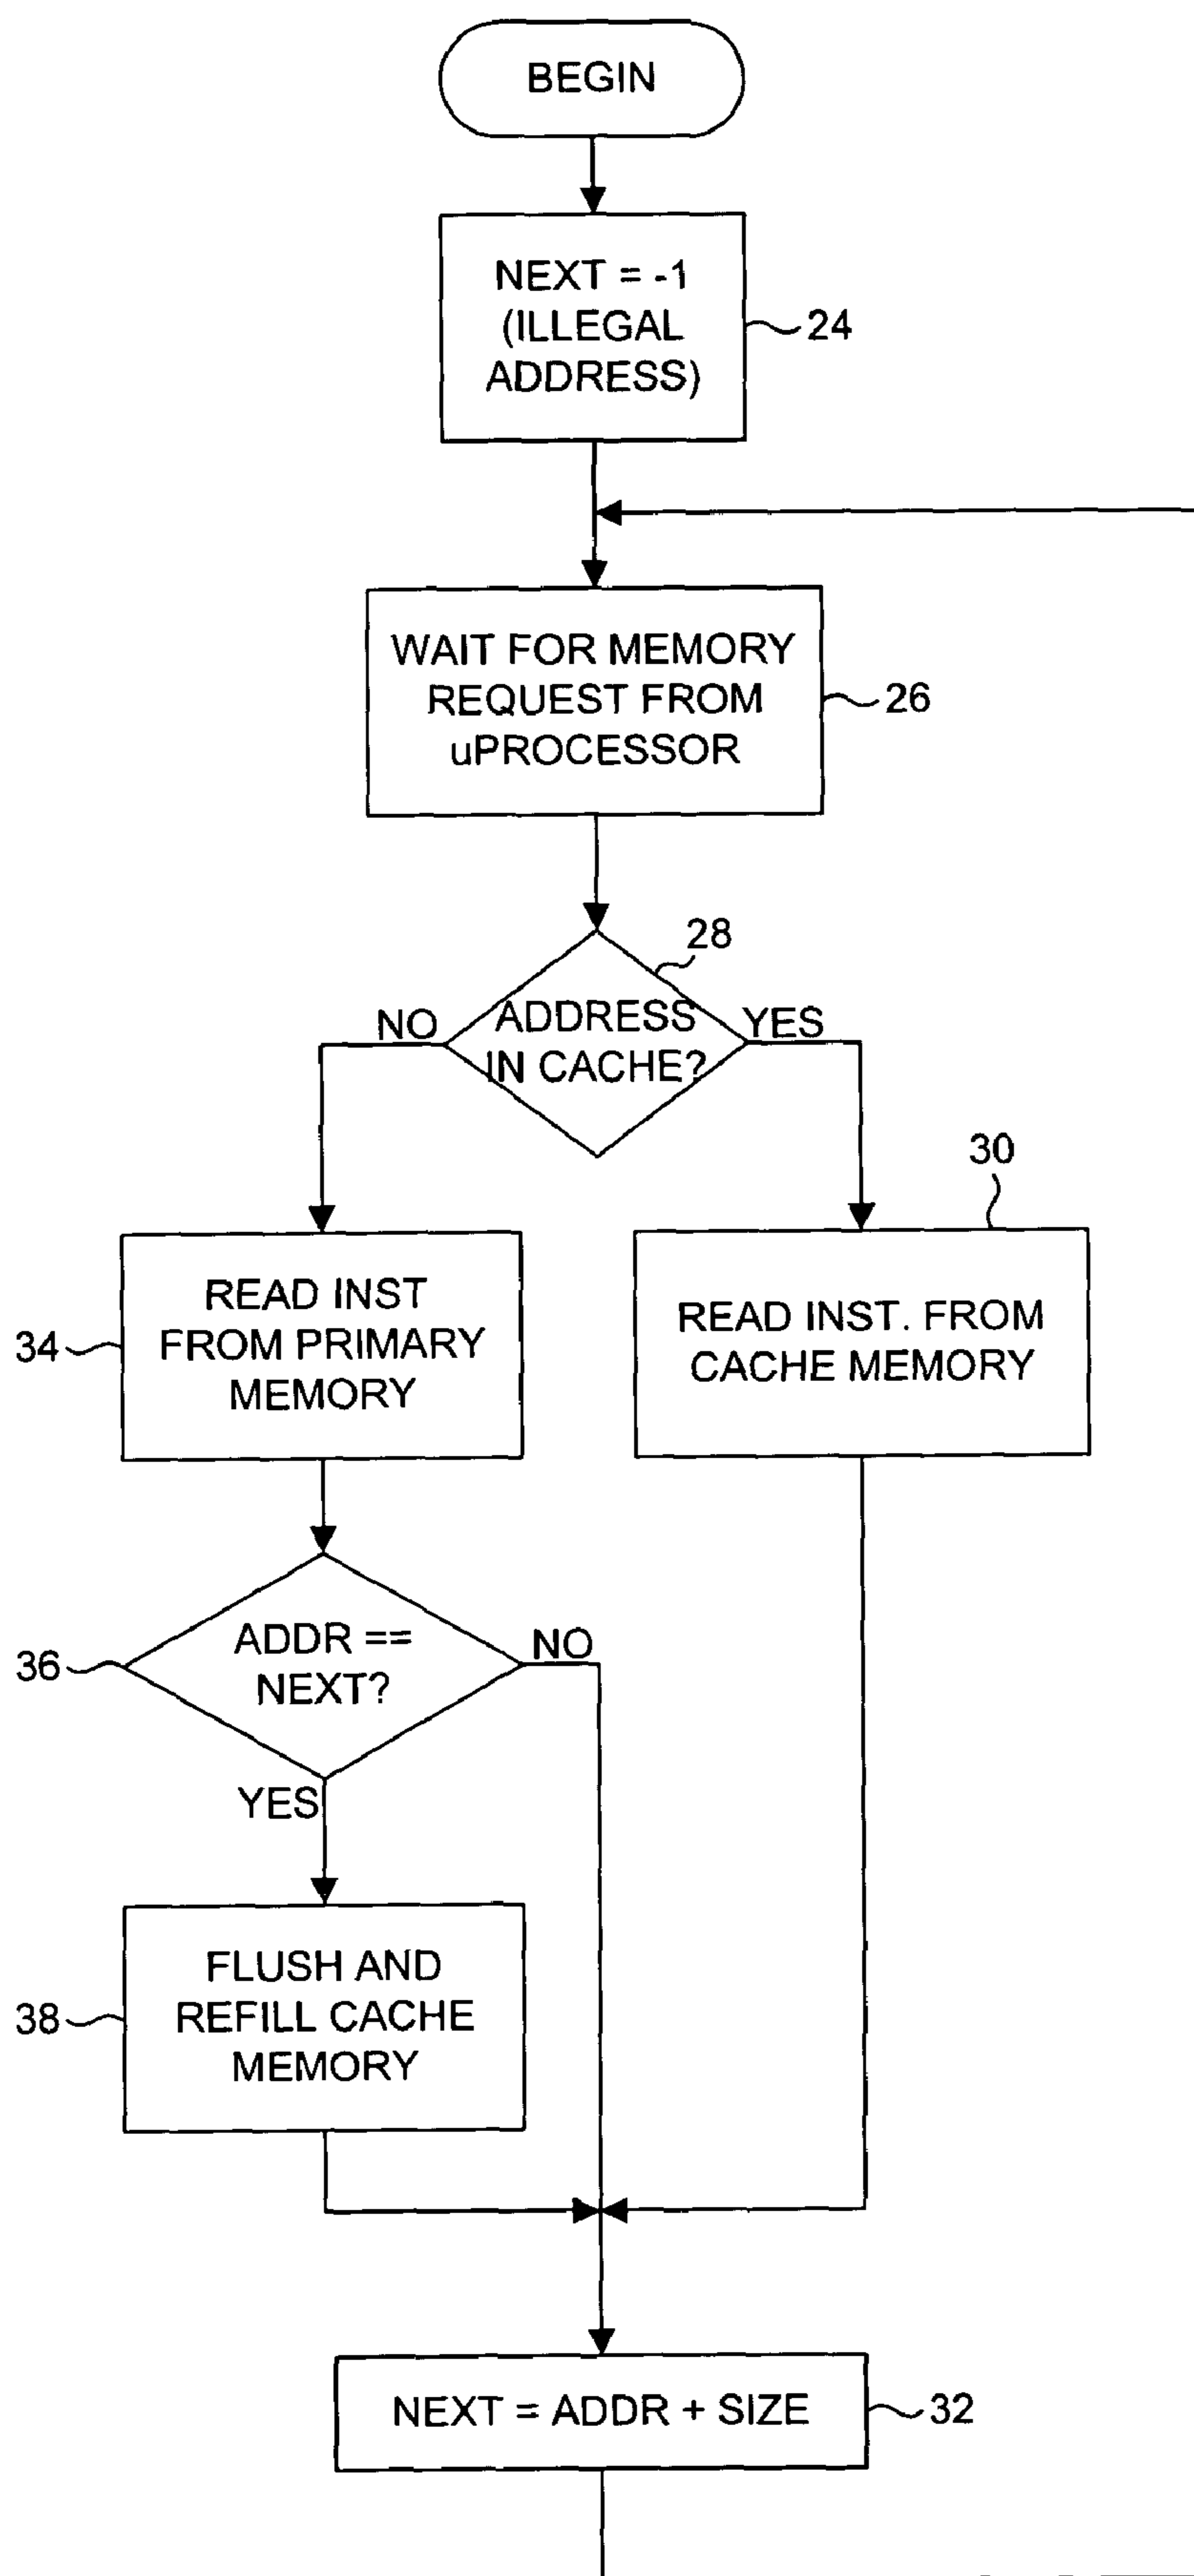 BEGIN
NEXT = -1
(ILLEGAL
ADDRESS)
24
WAIT FOR MEMORY
REQUEST FROM
uPROCESSOR
26
28
NO
ADDRESS
IN CACHE?
YES
30
34
READ INST
FROM PRIMARY
MEMORY
READ INST. FROM
CACHE MEMORY
36
ADDR ==
NEXT?
NO
YES
38
FLUSH AND
REFILL CACHE
MEMORY
NEXT = ADDR + SIZE
32